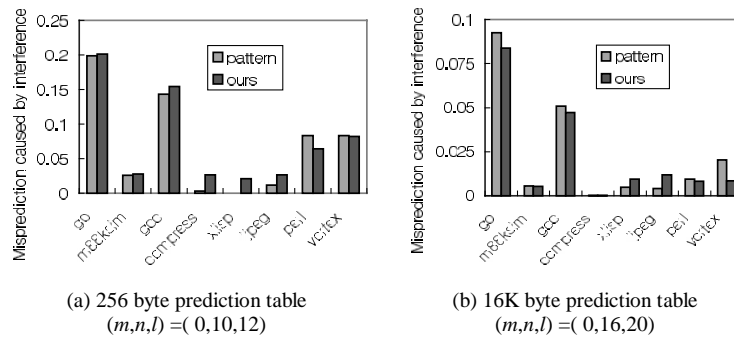 Misprediction caused by interference
0.25
0.2
0.15
0.1
0.05
0
pattern
ours
go
m88ksim
gcc
compress
xlisp
ijpeg
perl
vortex
(a) 256 byte prediction table
(m,n,l) =( 0,10,12)
Misprediction caused by interference
0.1
0.075
0.05
0.025
0
pattern
ours
go
m88ksim
gcc
compress
xlisp
ijpeg
perl
vortex
(b) 16K byte prediction table
(m,n,l) =( 0,16,20)